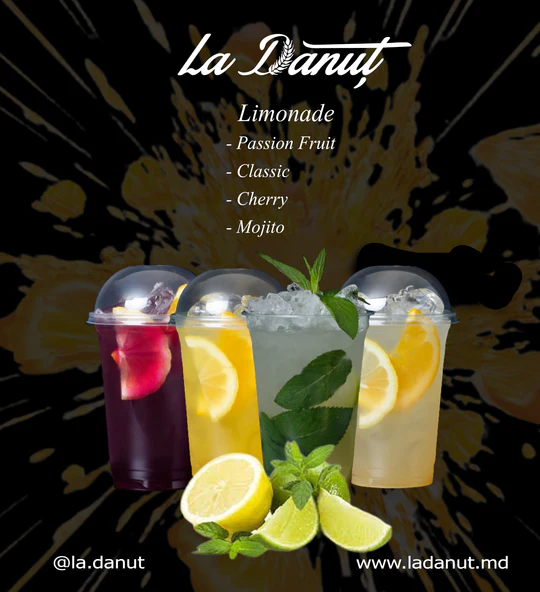 La Danuț
Limonade
- Passion Fruit
- Classic
- Cherry
- Mojito
@la.danut
www.ladanut.md